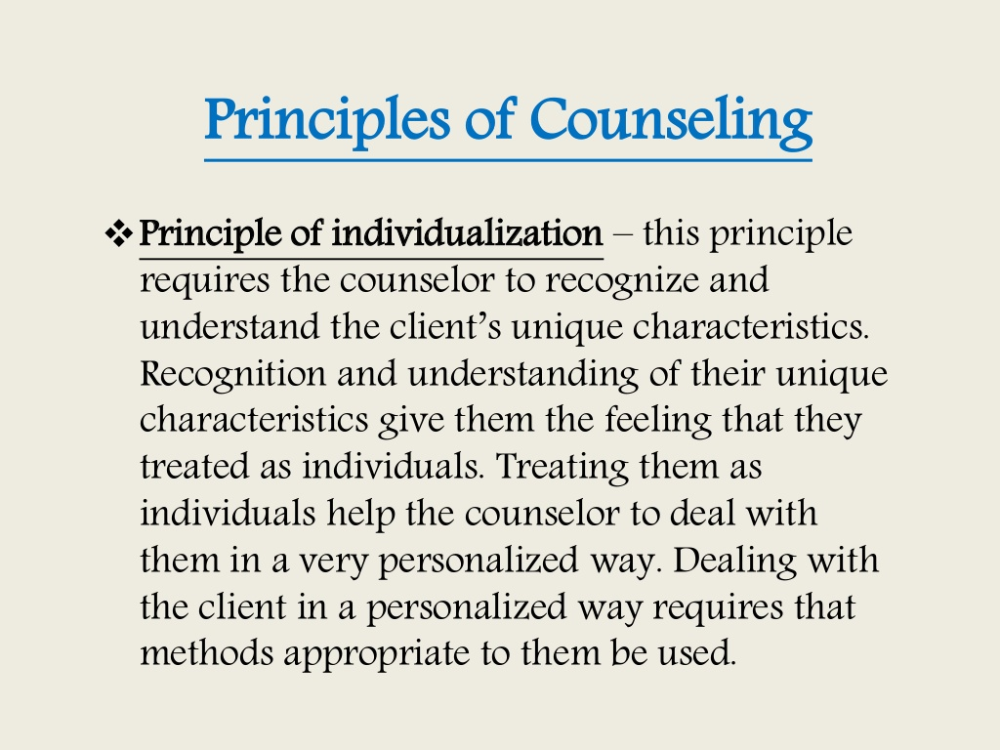 Principles of Counseling
❖Principle of individualization – this principle
requires the counselor to recognize and
understand the client’s unique characteristics.
Recognition and understanding of their unique
characteristics give them the feeling that they
treated as individuals. Treating them as
individuals help the counselor to deal with
them in a very personalized way. Dealing with
the client in a personalized way requires that
methods appropriate to them be used.